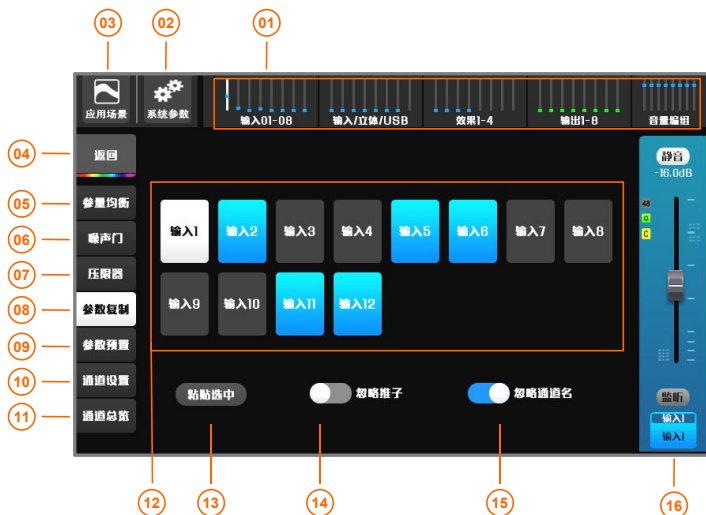 03 02 01
应用场景 系统参数 输入01-08 输入/立体/USB 效果1-4 输出1-8 音量编组
04 返回 静音
-16.0dB
05 参量均衡 48
06 噪声门 G
C
07 压限器
08 参数复制
09 参数预置
10 通道设置
11 通道总览
输入1 输入2 输入3 输入4 输入5 输入6 输入7 输入8
输入9 输入10 输入11 输入12
粘贴选中 忽略推子 忽略通道名 监听
输入1
输入1
12 13 14 15 16